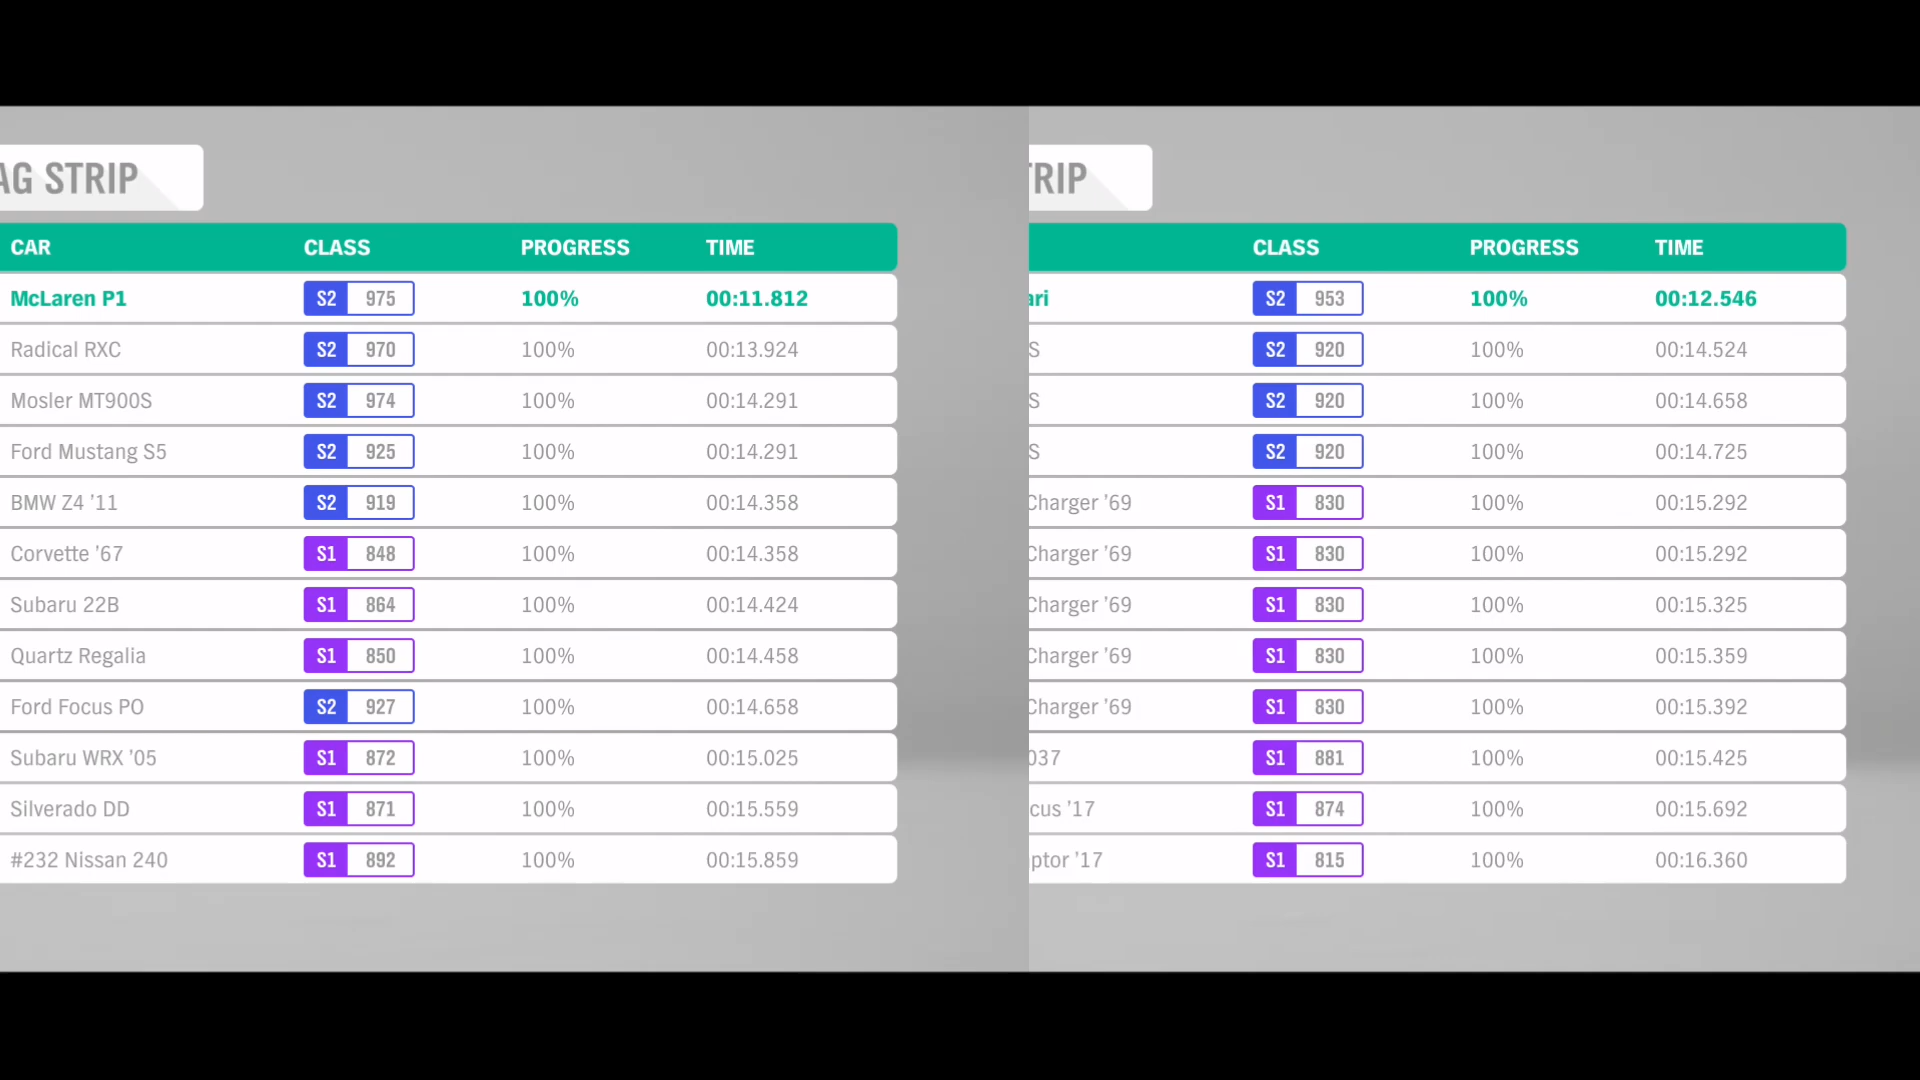 AG STRIP
CAR CLASS PROGRESS TIME
McLaren P1 S2 975 100% 00:11.812
Radical RXC S2 970 100% 00:13.924
Mosler MT900S S2 974 100% 00:14.291
Ford Mustang S5 S2 925 100% 00:14.291
BMW Z4 ’11 S2 919 100% 00:14.358
Corvette ’67 S1 848 100% 00:14.358
Subaru 22B S1 864 100% 00:14.424
Quartz Regalia S1 850 100% 00:14.458
Ford Focus PO S2 927 100% 00:14.658
Subaru WRX ’05 S1 872 100% 00:15.025
Silverado DD S1 871 100% 00:15.559
#232 Nissan 240 S1 892 100% 00:15.859
TRIP
CLASS PROGRESS TIME
ari S2 953 100% 00:12.546
S S2 920 100% 00:14.524
S S2 920 100% 00:14.658
S S2 920 100% 00:14.725
Charger ’69 S1 830 100% 00:15.292
Charger ’69 S1 830 100% 00:15.292
Charger ’69 S1 830 100% 00:15.325
Charger ’69 S1 830 100% 00:15.359
Charger ’69 S1 830 100% 00:15.392
037 S1 881 100% 00:15.425
cus ’17 S1 874 100% 00:15.692
ptor ’17 S1 815 100% 00:16.360